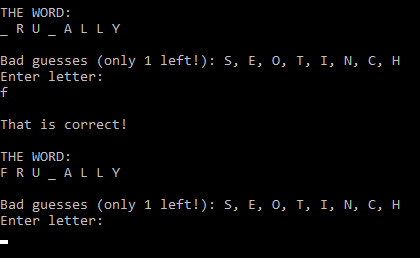 THE WORD:
_ R U _ A L L Y
Bad guesses (only 1 left!): S, E, O, T, I, N, C, H
Enter letter:
f
That is correct!
THE WORD:
F R U _ A L L Y
Bad guesses (only 1 left!): S, E, O, T, I, N, C, H
Enter letter: